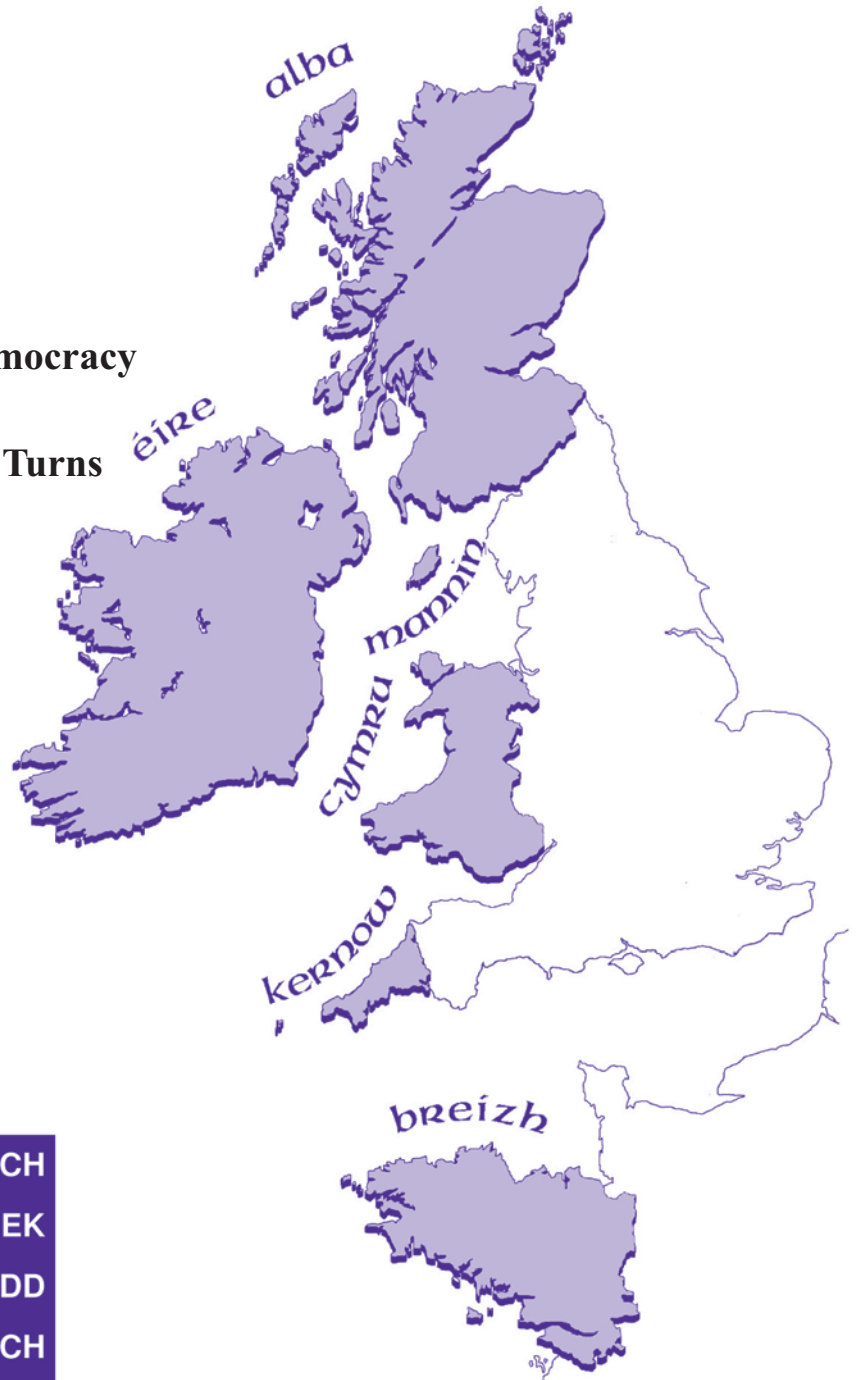 alba
mocracy
éire
Turns
mannin
cymru
kernow
breizh
CH
EK
DD
CH